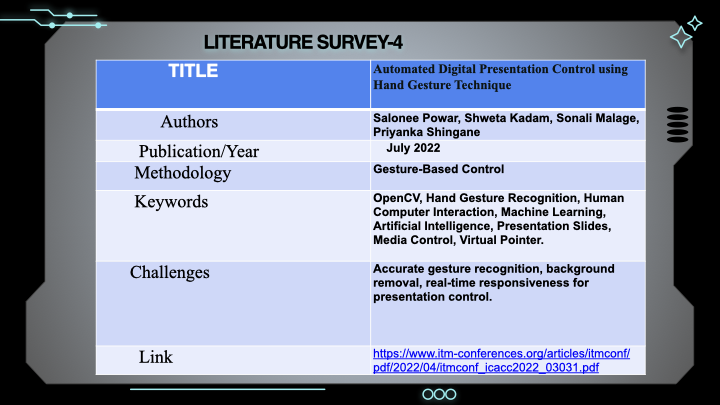 LITERATURE SURVEY-4
TITLE
Automated Digital Presentation Control using
Hand Gesture Technique
Authors
Salonee Powar, Shweta Kadam, Sonali Malage,
Priyanka Shingane
Publication/Year
July 2022
Methodology
Gesture-Based Control
Keywords
OpenCV, Hand Gesture Recognition, Human
Computer Interaction, Machine Learning,
Artificial Intelligence, Presentation Slides,
Media Control, Virtual Pointer.
Challenges
Accurate gesture recognition, background
removal, real-time responsiveness for
presentation control.
Link
https://www.itm-conferences.org/articles/itmconf/
pdf/2022/04/itmconf_icacc2022_03031.pdf